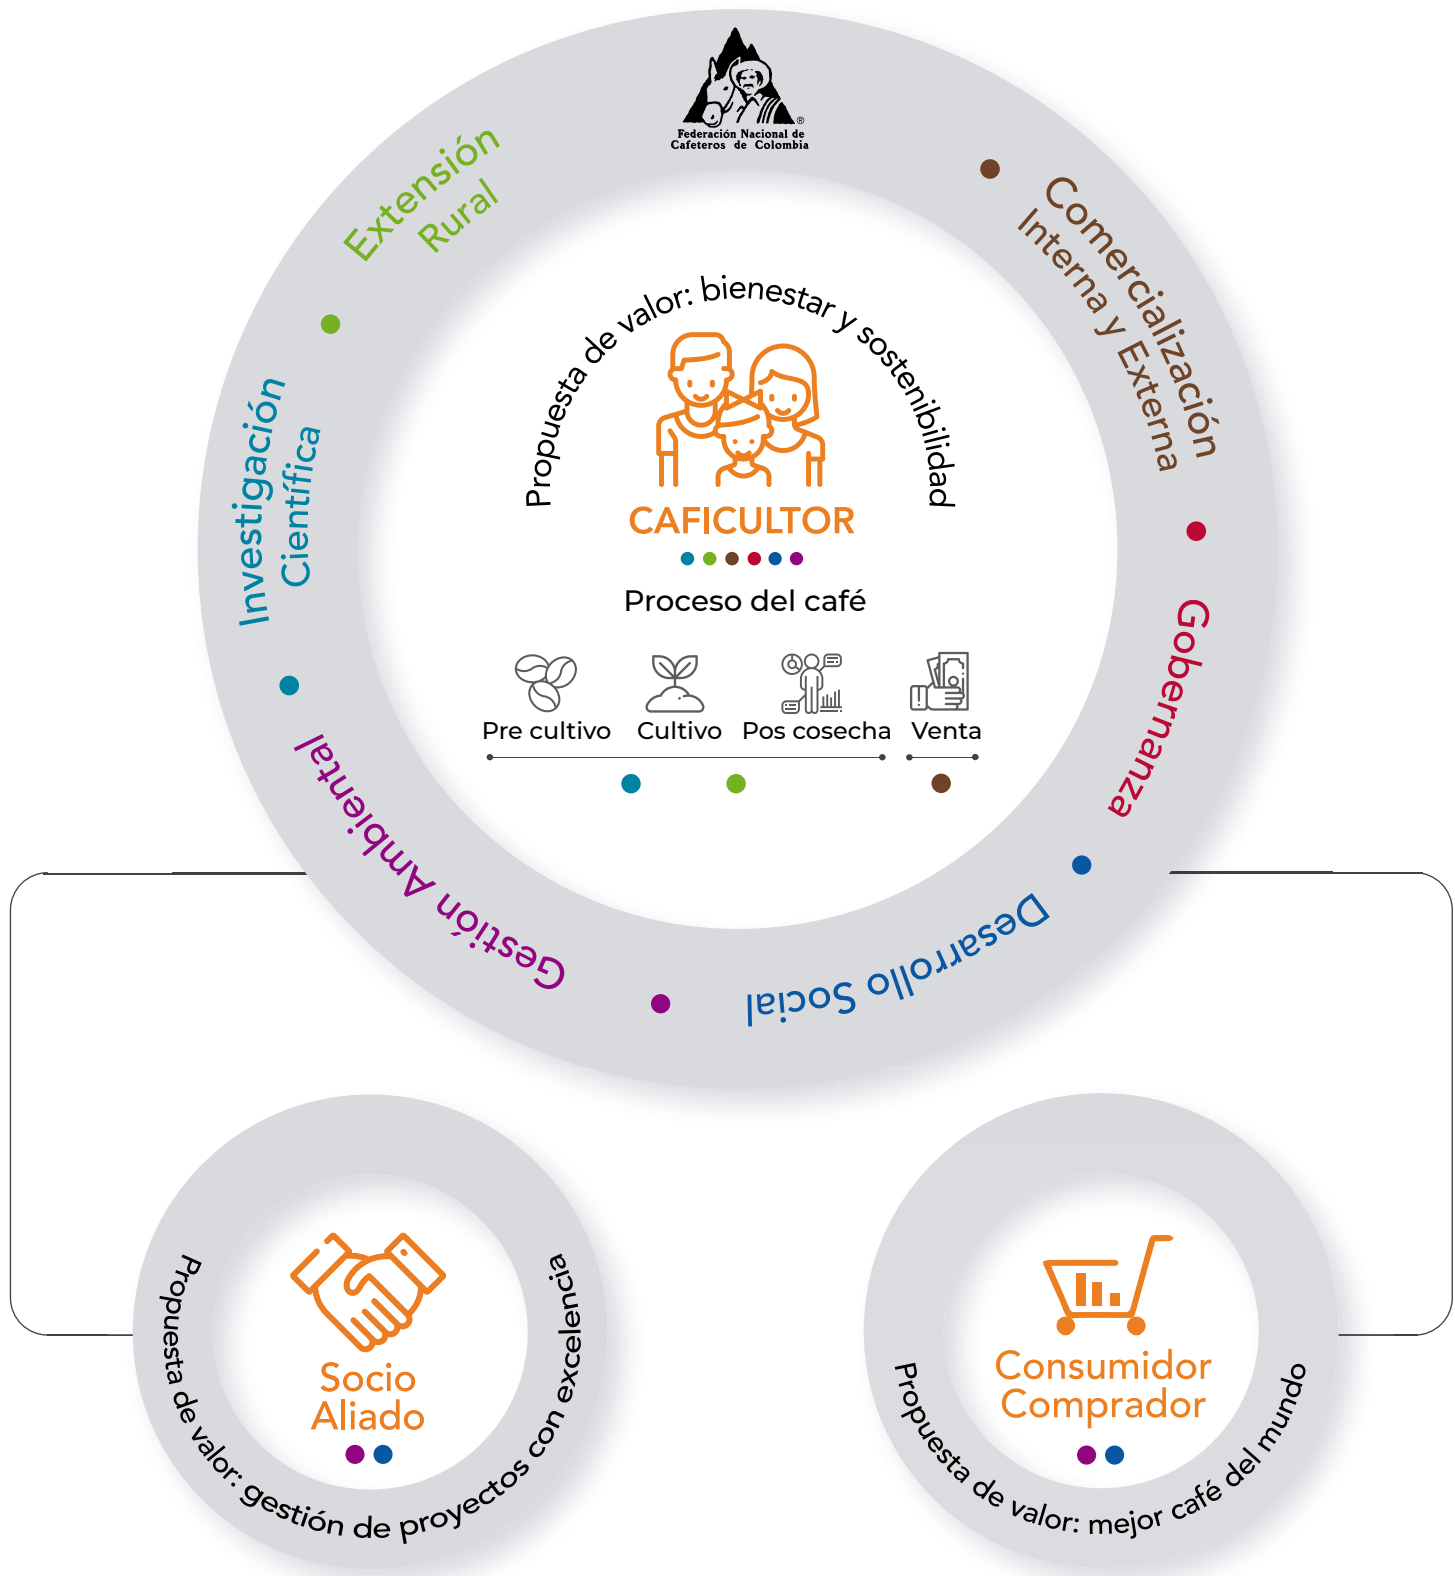 Federación Nacional de
Cafeteros de Colombia
®
Extensión
Rural
Comercialización
Interna y Externa
Investigación
Científica
Gobernanza
Gestión Ambiental
Desarrollo Social
Propuesta de valor: bienestar y sostenibilidad
CAFICULTOR
Proceso del café
Pre cultivo
Cultivo
Pos cosecha
Venta
Socio
Aliado
Propuesta de valor: gestión de proyectos con excelencia
Consumidor
Comprador
Propuesta de valor: mejor café del mundo